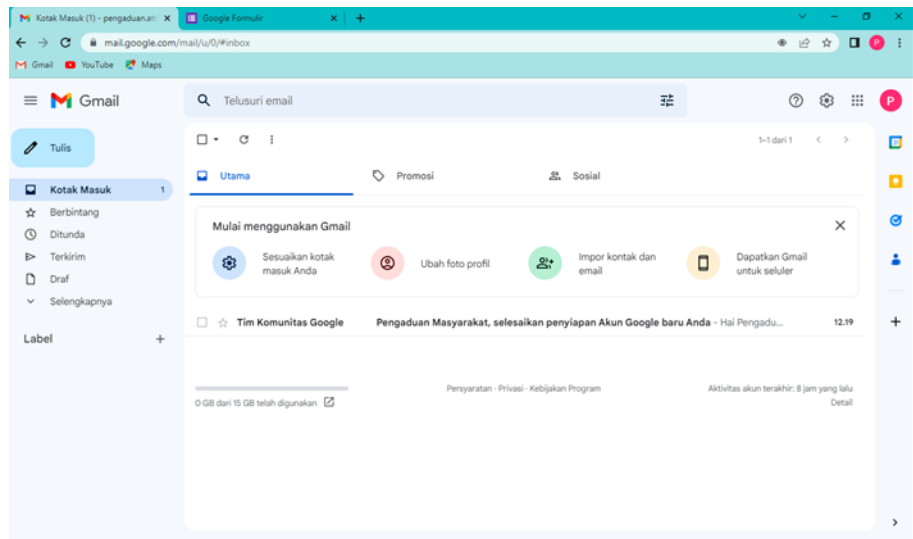 Kotak Masuk (1) - pengaduan.at
Google Formulir
mail.google.com/mail/u/0/#inbox
Gmail YouTube Maps
Gmail
Telusuri email
P
Tulis
1–1 dari 1
Utama Promosi Sosial
Kotak Masuk 1
Berbintang
Ditunda
Terkirim
Draf
Selengkapnya
Label +
Mulai menggunakan Gmail
Sesuaikan kotak
masuk Anda
Ubah foto profil
Impor kontak dan
email
Dapatkan Gmail
untuk seluler
Tim Komunitas Google Pengaduan Masyarakat, selesaikan penyiapan Akun Google baru Anda - Hai Pengadu... 12.19
0 GB dari 15 GB telah digunakan
Persyaratan · Privasi · Kebijakan Program
Aktivitas akun terakhir: 8 jam yang lalu
Detail